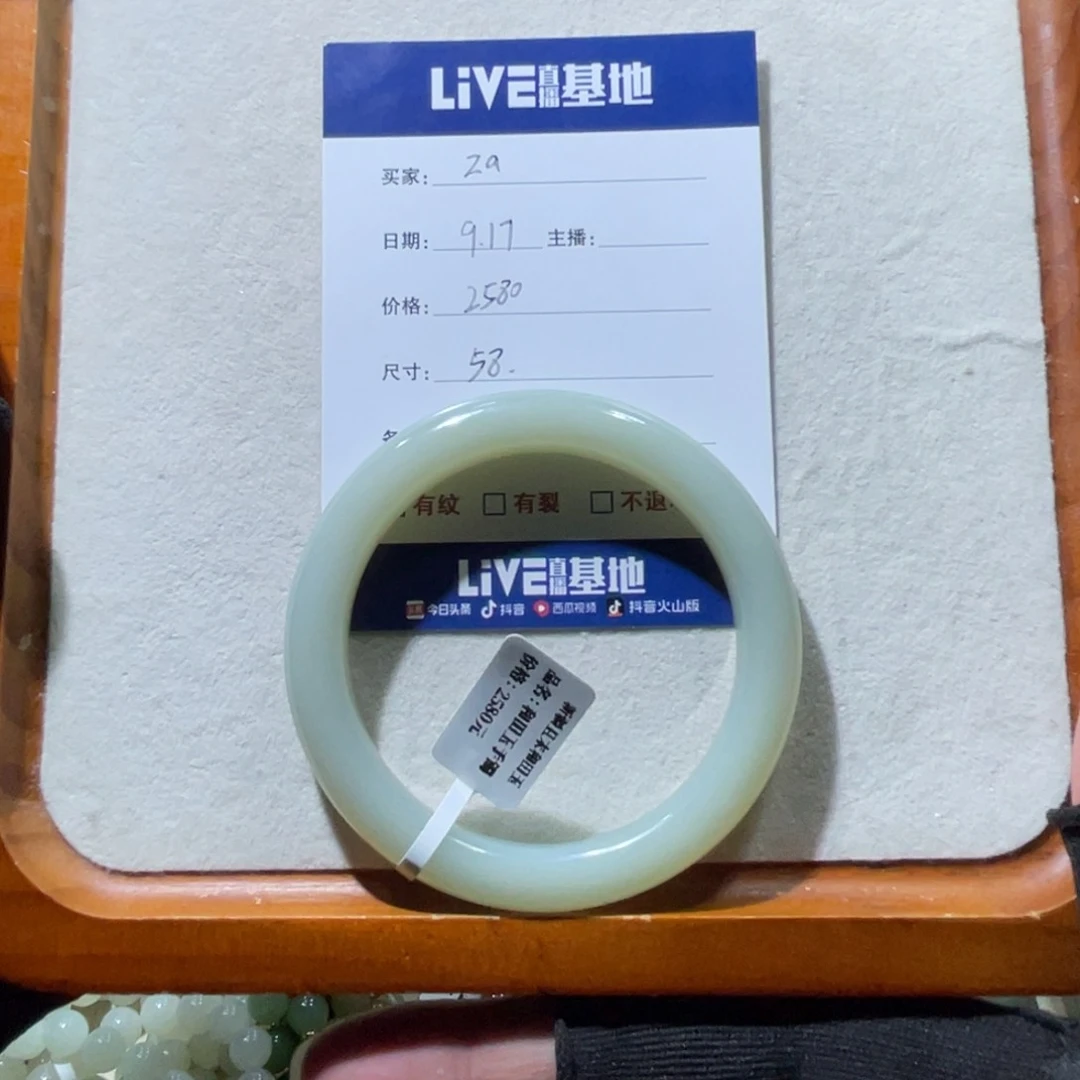 LiVE直播基地
买家: Za
日期: 9.17 主播:
价格: 2580
尺寸: 58.
有纹 有裂 不退
LiVE直播基地
今日头条 抖音 西瓜视频 抖音火山版
品名:和田玉手镯
价格:2580元